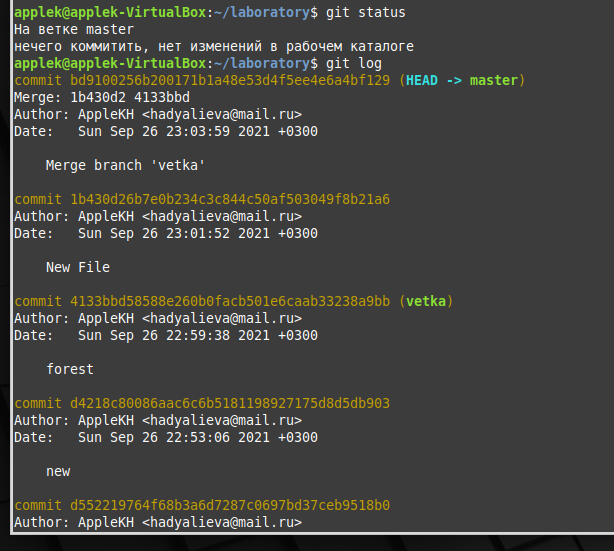 applek@applek-VirtualBox:~/laboratory$ git status
На ветке master
нечего коммитить, нет изменений в рабочем каталоге
applek@applek-VirtualBox:~/laboratory$ git log
commit bd9100256b200171b1a48e53d4f5ee4e6a4bf129 (HEAD -> master)
Merge: 1b430d2 4133bbd
Author: AppleKH <hadyalieva@mail.ru>
Date:   Sun Sep 26 23:03:59 2021 +0300
Merge branch 'vetka'
commit 1b430d26b7e0b234c3c844c50af503049f8b21a6
Author: AppleKH <hadyalieva@mail.ru>
Date:   Sun Sep 26 23:01:52 2021 +0300
New File
commit 4133bbd58588e260b0facb501e6caab33238a9bb (vetka)
Author: AppleKH <hadyalieva@mail.ru>
Date:   Sun Sep 26 22:59:38 2021 +0300
forest
commit d4218c80086aac6c6b5181198927175d8d5db903
Author: AppleKH <hadyalieva@mail.ru>
Date:   Sun Sep 26 22:53:06 2021 +0300
new
commit d552219764f68b3a6d7287c0697bd37ceb9518b0
Author: AppleKH <hadyalieva@mail.ru>